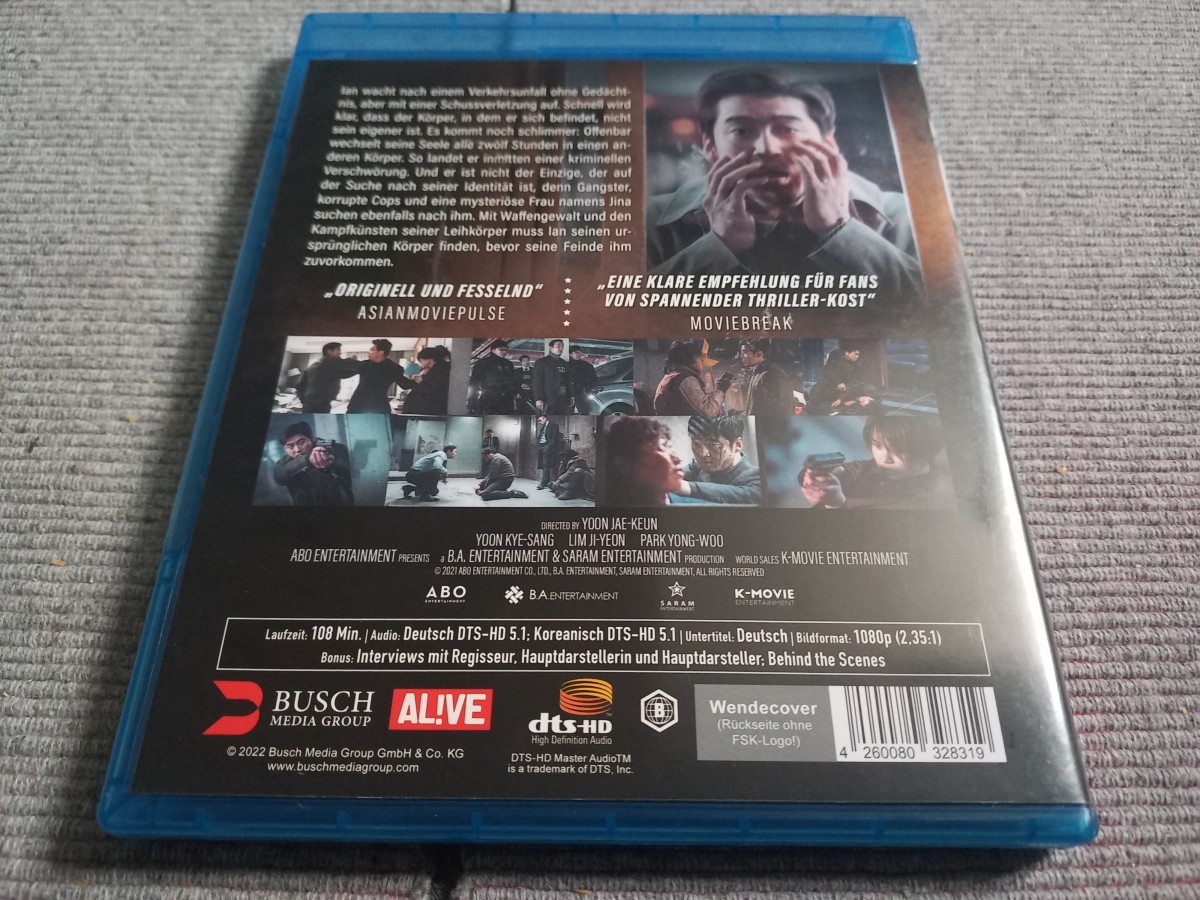 Ian wacht nach einem Verkehrsunfall ohne Gedächt-
nis, aber mit einer Schussverletzung auf. Schnell wird
klar, dass der Körper, in dem er sich befindet, nicht
sein eigener ist. Es kommt noch schlimmer: Offenbar
wechselt seine Seele alle zwölf Stunden in einen an-
deren Körper. So landet er inmitten einer kriminellen
Verschwörung. Und er ist nicht der Einzige, der auf
der Suche nach seiner Identität ist, denn Gangster,
korrupte Cops und eine mysteriöse Frau namens Jina
suchen ebenfalls nach ihm. Mit Waffengewalt und den
Kampfkünsten seiner Leihkörper muss Ian seinen ur-
sprünglichen Körper finden, bevor seine Feinde ihm
zuvorkommen.
„ORIGINELL UND FESSELND“
ASIANMOVIEPULSE
„EINE KLARE EMPFEHLUNG FÜR FANS
VON SPANNENDER THRILLER-KOST“
MOVIEBREAK
DIRECTED BY YOON JAE-KEUN
YOON KYE-SANG LIM JI-YEON PARK YONG-WOO
ABO ENTERTAINMENT PRESENTS a B.A. ENTERTAINMENT & SARAM ENTERTAINMENT PRODUCTION WORLD SALES K-MOVIE ENTERTAINMENT
© 2021 ABO ENTERTAINMENT CO., LTD., B.A. ENTERTAINMENT, SARAM ENTERTAINMENT, ALL RIGHTS RESERVED
ABO
ENTERTAINMENT
B.A.ENTERTAINMENT
SARAM
ENTERTAINMENT
K-MOVIE
ENTERTAINMENT
Laufzeit: 108 Min. | Audio: Deutsch DTS-HD 5.1; Koreanisch DTS-HD 5.1 | Untertitel: Deutsch | Bildformat: 1080p (2,35:1)
Bonus: Interviews mit Regisseur, Hauptdarstellerin und Hauptdarsteller; Behind the Scenes
BUSCH
MEDIA GROUP
AL!VE
dts-HD
High Definition Audio
B
Wendecover
(Rückseite ohne
FSK-Logo!)
4 260080 328319
© 2022 Busch Media Group GmbH & Co. KG
www.buschmediagroup.com
DTS-HD Master AudioTM
is a trademark of DTS, Inc.